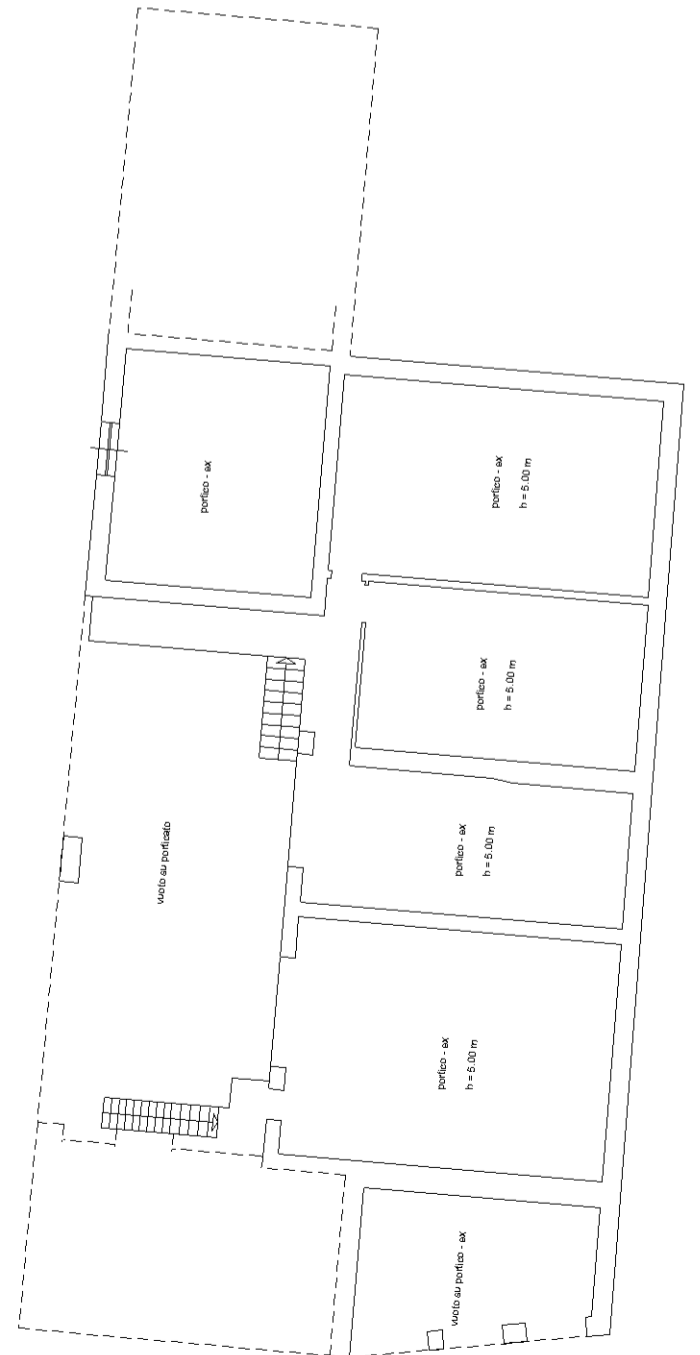 portico - ex
portico - ex
h = 5.00 m
portico - ex
h = 5.00 m
vuoto su porticato
portico - ex
h = 5.00 m
portico - ex
h = 5.00 m
vuoto su portico - ex